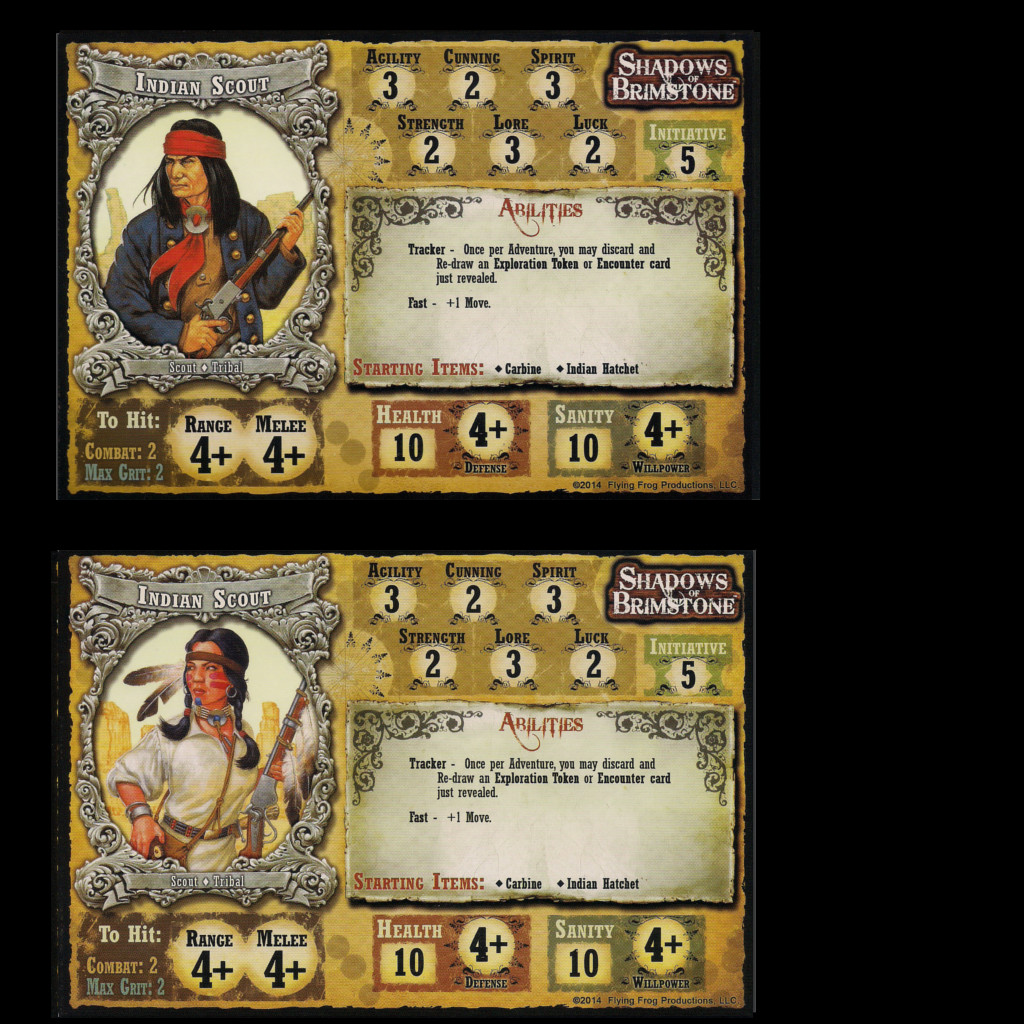 INDIAN SCOUT
AGILITY CUNNING SPIRIT
3 2 3
SHADOWS
OF
BRIMSTONE
STRENGTH LORE LUCK
2 3 2
INITIATIVE
5
ABILITIES
Tracker - Once per Adventure, you may discard and
Re-draw an Exploration Token or Encounter card
just revealed.
Fast - +1 Move.
STARTING ITEMS: ♦ Carbine ♦ Indian Hatchet
Scout ♦ Tribal
TO HIT:
COMBAT: 2
MAX GRIT: 2
RANGE MELEE
4+ 4+
HEALTH
10
4+
DEFENSE
SANITY
10
4+
WILLPOWER
©2014 Flying Frog Productions, LLC
INDIAN SCOUT
AGILITY CUNNING SPIRIT
3 2 3
SHADOWS
OF
BRIMSTONE
STRENGTH LORE LUCK
2 3 2
INITIATIVE
5
ABILITIES
Tracker - Once per Adventure, you may discard and
Re-draw an Exploration Token or Encounter card
just revealed.
Fast - +1 Move.
STARTING ITEMS: ♦ Carbine ♦ Indian Hatchet
Scout ♦ Tribal
TO HIT:
COMBAT: 2
MAX GRIT: 2
RANGE MELEE
4+ 4+
HEALTH
10
4+
DEFENSE
SANITY
10
4+
WILLPOWER
©2014 Flying Frog Productions, LLC